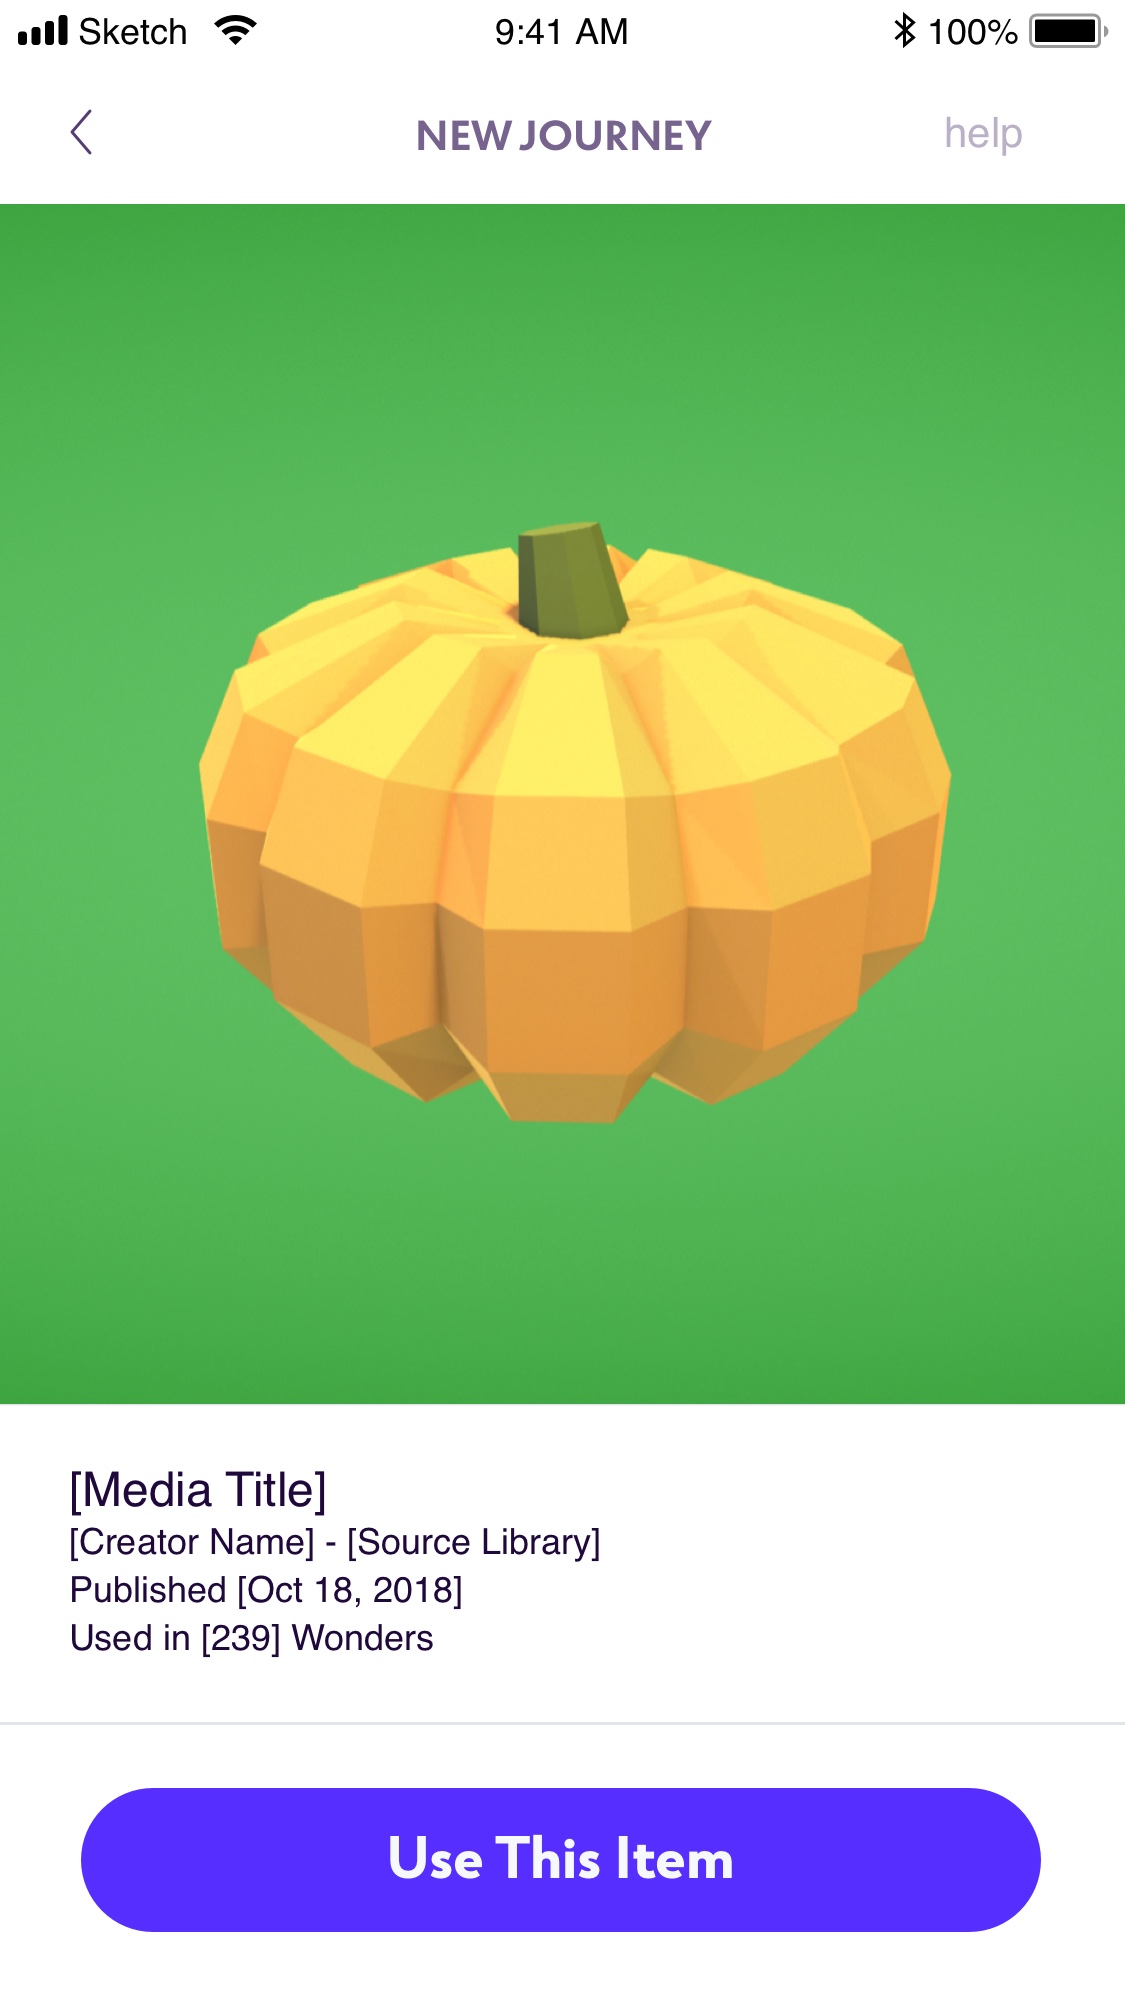 Sketch 9:41 AM 100%
NEW JOURNEY help
[Media Title]
[Creator Name] - [Source Library]
Published [Oct 18, 2018]
Used in [239] Wonders
Use This Item